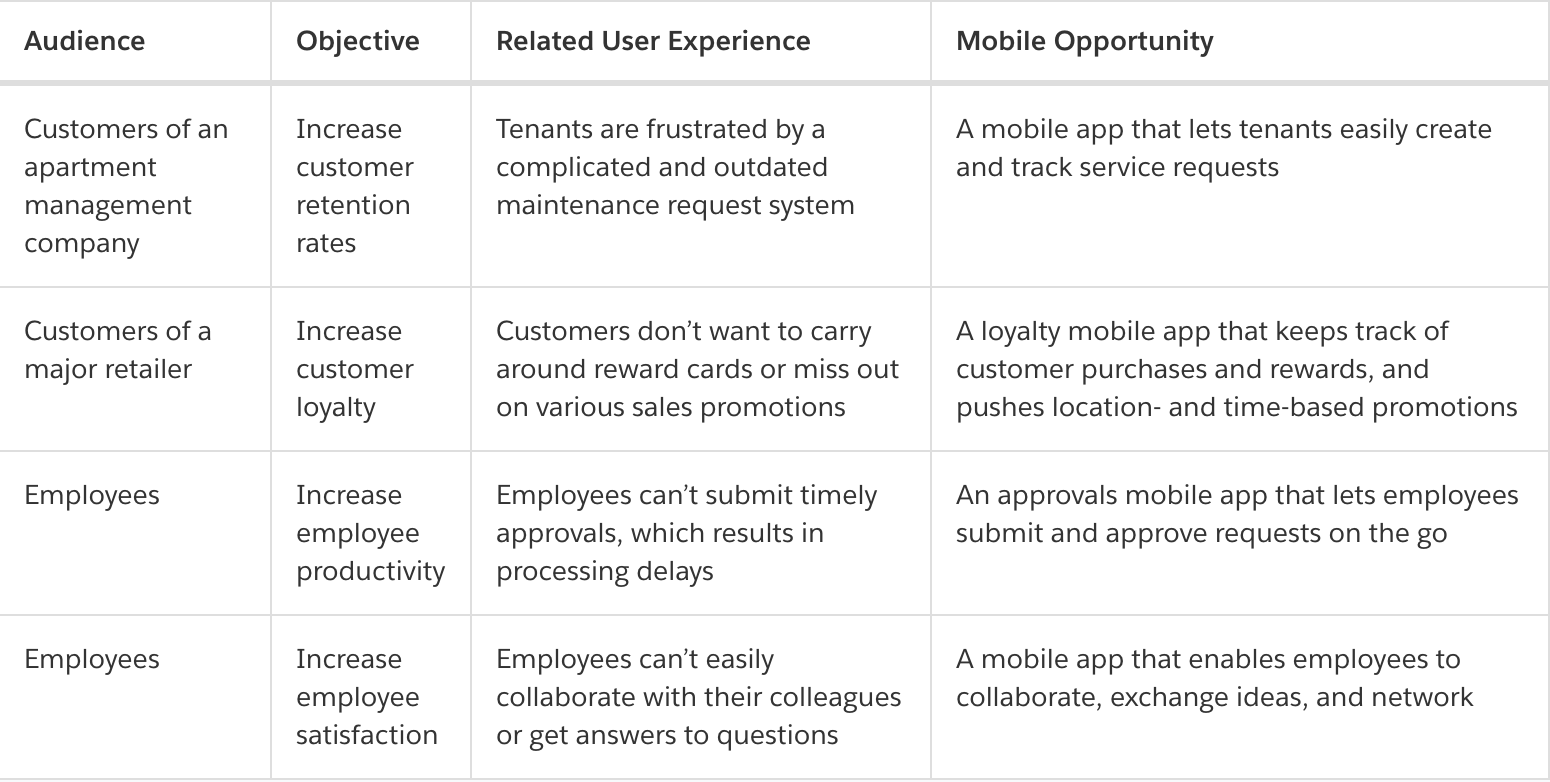 Audience
Objective
Related User Experience
Mobile Opportunity
Customers of an
apartment
management
company
Increase
customer
retention
rates
Tenants are frustrated by a
complicated and outdated
maintenance request system
A mobile app that lets tenants easily create
and track service requests
Customers of a
major retailer
Increase
customer
loyalty
Customers don’t want to carry
around reward cards or miss out
on various sales promotions
A loyalty mobile app that keeps track of
customer purchases and rewards, and
pushes location- and time-based promotions
Employees
Increase
employee
productivity
Employees can’t submit timely
approvals, which results in
processing delays
An approvals mobile app that lets employees
submit and approve requests on the go
Employees
Increase
employee
satisfaction
Employees can’t easily
collaborate with their colleagues
or get answers to questions
A mobile app that enables employees to
collaborate, exchange ideas, and network